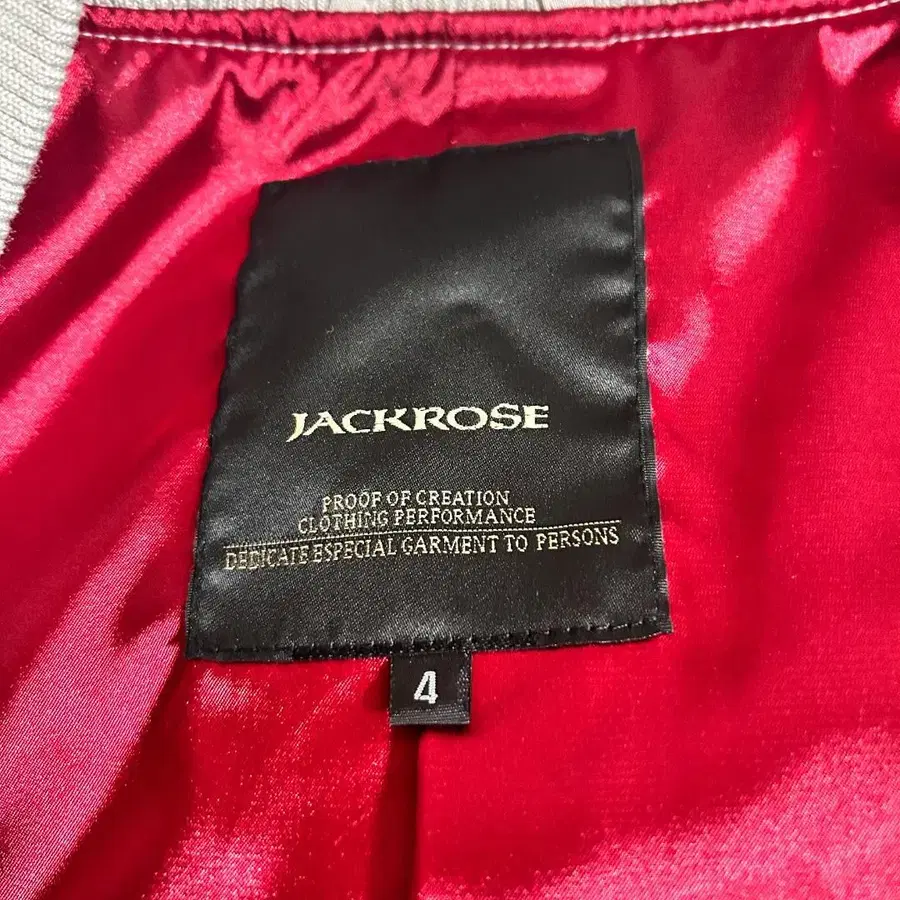 JACKROSE
PROOF OF CREATION
CLOTHING PERFORMANCE
DEDICATE ESPECIAL GARMENT TO PERSONS
4